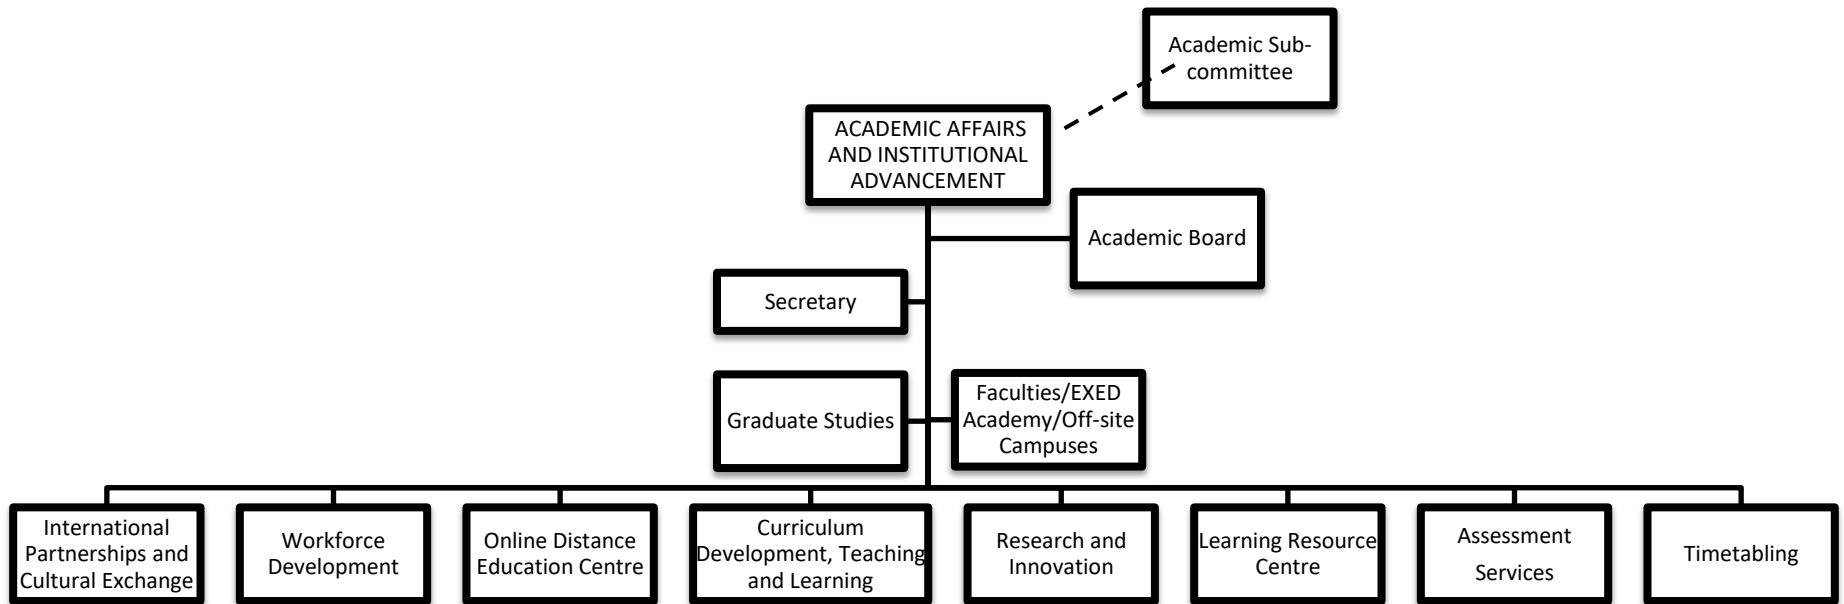 Academic Sub-
committee
ACADEMIC AFFAIRS
AND INSTITUTIONAL
ADVANCEMENT
Academic Board
Secretary
Graduate Studies
Faculties/EXED
Academy/Off-site
Campuses
International
Partnerships and
Cultural Exchange
Workforce
Development
Online Distance
Education Centre
Curriculum
Development, Teaching
and Learning
Research and
Innovation
Learning Resource
Centre
Assessment
Services
Timetabling